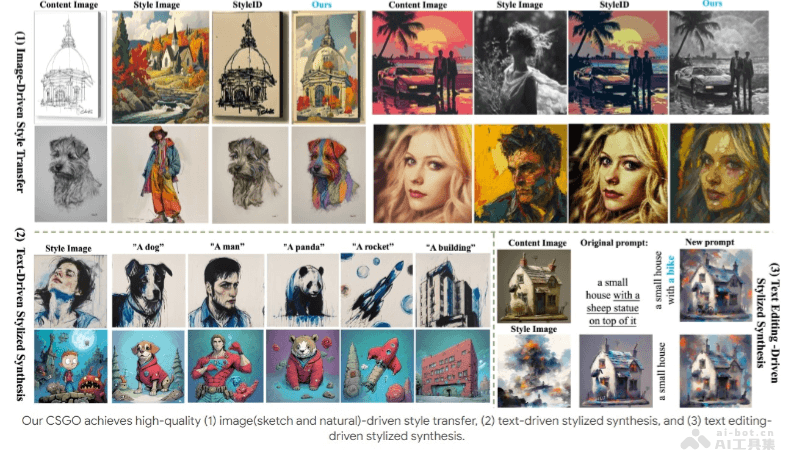 Content Image Style Image StyleID Ours Content Image Style Image StyleID Ours
(1) Image-Driven Style Transfer
(2) Text-Driven Stylized Synthesis
Style Image "A dog" "A man" "A panda" "A rocket" "A building"
Content Image Original prompt: New prompt
a small
house with a
sheep statue
on top of it
a small house
with a bike
Style Image
a small house
(3) Text Editing -Driven
Stylized Synthesis
Our CSGO achieves high-quality (1) image(sketch and natural)-driven style transfer, (2) text-driven stylized synthesis, and (3) text editing-
driven stylized synthesis.
ai-bot.cn
AI工具集